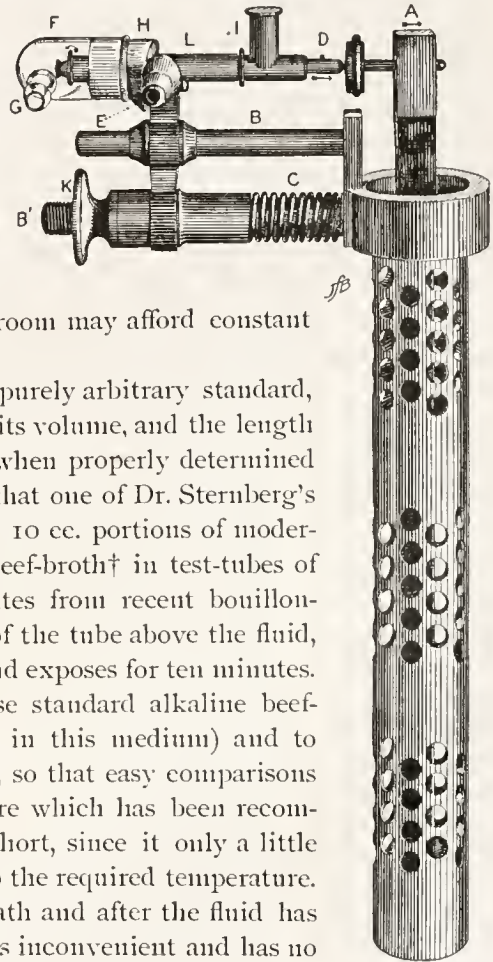 F H L I D A
G E B
K C
B'
JfB
room may afford constant
purely arbitrary standard,
its volume, and the length
when properly determined
that one of Dr. Sternberg's
10 cc. portions of moder-
eef-broth† in test-tubes of
tes from recent bouillon-
of the tube above the fluid,
nd exposes for ten minutes.
se standard alkaline beef-
in this medium) and to
, so that easy comparisons
re which has been recom-
hort, since it only a little
o the required temperature.
ath and after the fluid has
s inconvenient and has no